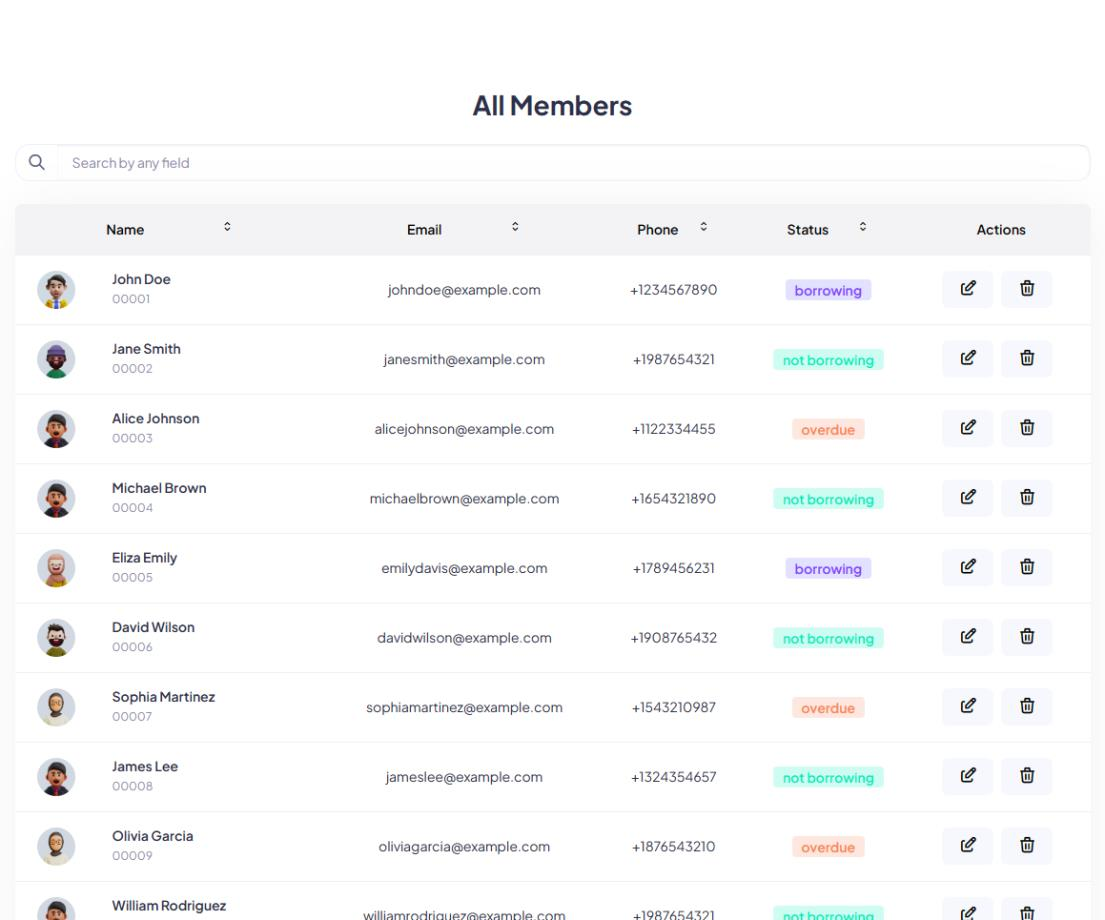 All Members
Search by any field
Name Email Phone Status Actions
John Doe
00001
johndoe@example.com +1234567890 borrowing
Jane Smith
00002
janesmith@example.com +1987654321 not borrowing
Alice Johnson
00003
alicejohnson@example.com +1122334455 overdue
Michael Brown
00004
michaelbrown@example.com +1654321890 not borrowing
Eliza Emily
00005
emilydavis@example.com +1789456231 borrowing
David Wilson
00006
davidwilson@example.com +1908765432 not borrowing
Sophia Martinez
00007
sophiamartinez@example.com +1543210987 overdue
James Lee
00008
jameslee@example.com +1324354657 not borrowing
Olivia Garcia
00009
oliviagarcia@example.com +1876543210 overdue
William Rodriguez
williamrodriguez@example.com +1987654321 not borrowing